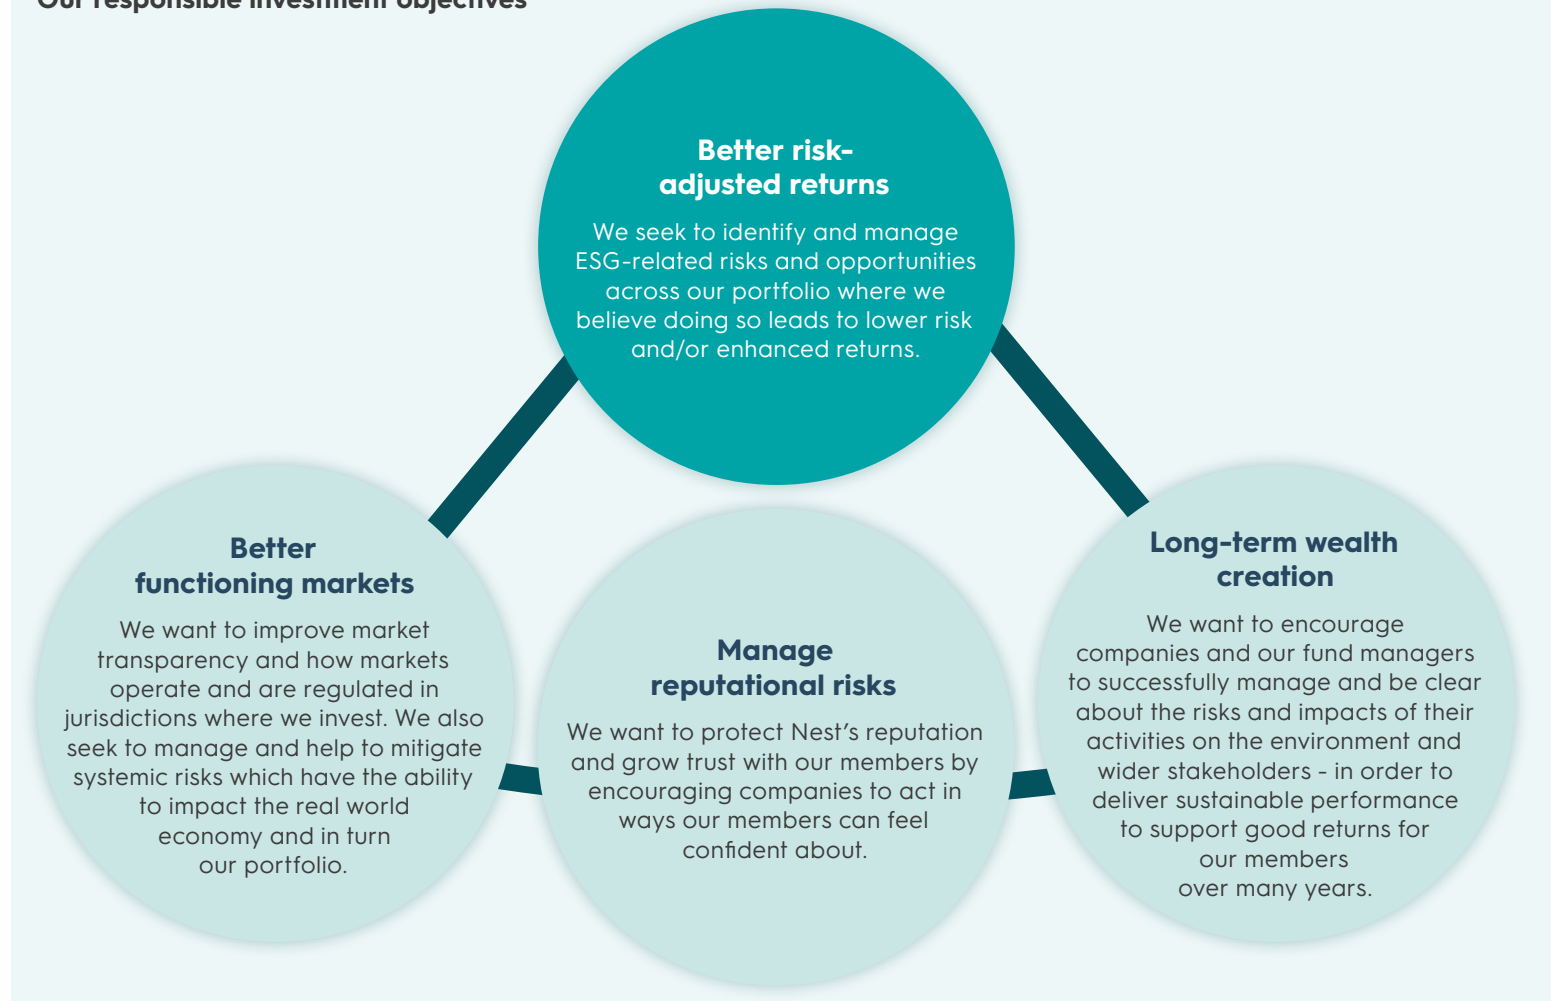 Our responsible investment objectives
Better risk-
adjusted returns
We seek to identify and manage
ESG-related risks and opportunities
across our portfolio where we
believe doing so leads to lower risk
and/or enhanced returns.
Better
functioning markets
We want to improve market
transparency and how markets
operate and are regulated in
jurisdictions where we invest. We also
seek to manage and help to mitigate
systemic risks which have the ability
to impact the real world
economy and in turn
our portfolio.
Manage
reputational risks
We want to protect Nest’s reputation
and grow trust with our members by
encouraging companies to act in
ways our members can feel
confident about.
Long-term wealth
creation
We want to encourage
companies and our fund managers
to successfully manage and be clear
about the risks and impacts of their
activities on the environment and
wider stakeholders - in order to
deliver sustainable performance
to support good returns for
our members
over many years.